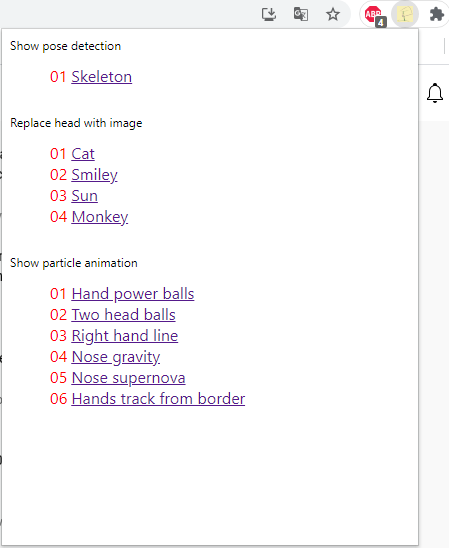 ABP
4
Show pose detection
01 Skeleton
Replace head with image
01 Cat
02 Smiley
03 Sun
04 Monkey
Show particle animation
01 Hand power balls
02 Two head balls
03 Right hand line
04 Nose gravity
05 Nose supernova
06 Hands track from border